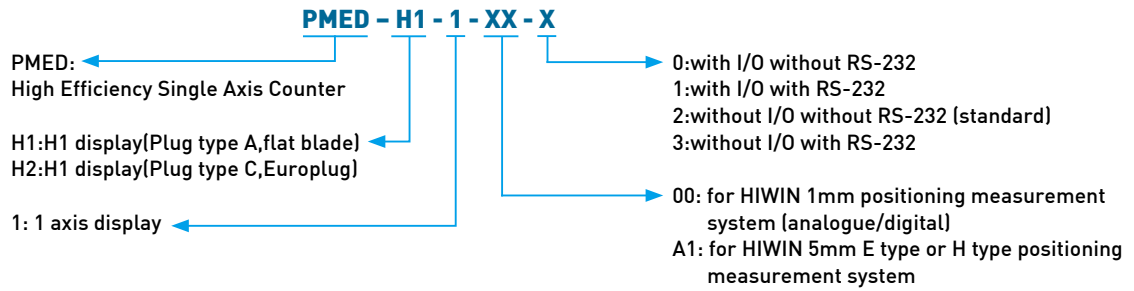 PMED – H1 - 1 - XX - X
PMED:
High Efficiency Single Axis Counter
H1:H1 display(Plug type A,flat blade)
H2:H1 display(Plug type C,Europlug)
1: 1 axis display
0:with I/O without RS-232
1:with I/O with RS-232
2:without I/O without RS-232 (standard)
3:without I/O with RS-232
00: for HIWIN 1mm positioning measurement
system (analogue/digital)
A1: for HIWIN 5mm E type or H type positioning
measurement system